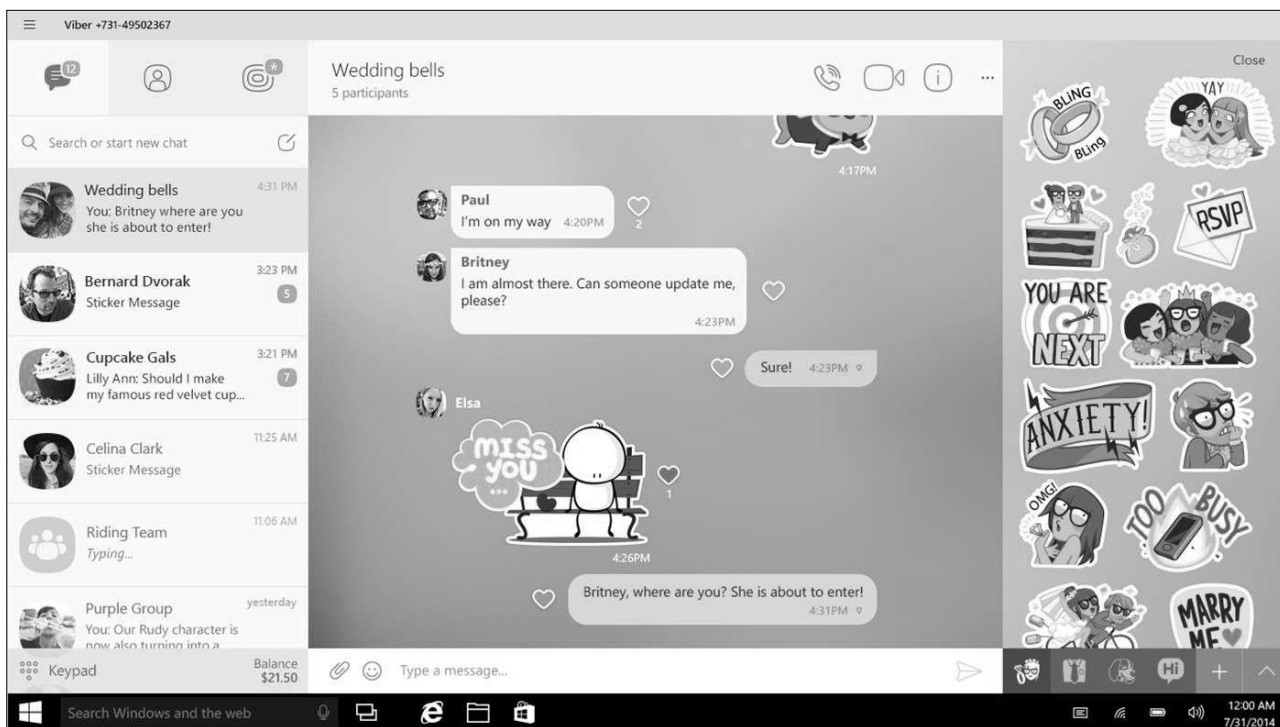 Viber +731-49502367
12
*
Search or start new chat
Wedding bells
4:31 PM
You: Britney where are you
she is about to enter!
Bernard Dvorak
3:23 PM
Sticker Message
5
Cupcake Gals
3:21 PM
Lilly Ann: Should I make
7
my famous red velvet cup...
Celina Clark
11:25 AM
Sticker Message
Riding Team
11:06 AM
Typing...
Purple Group
yesterday
You: Our Rudy character is
now also turning into a
Keypad
Balance
$21.50
Wedding bells
5 participants
i
...
4:17PM
Paul
I'm on my way 4:20PM
2
Britney
I am almost there. Can someone update me,
please?
4:23PM
Sure! 4:23PM
Elsa
MISS
YOU
...
1
4:26PM
Britney, where are you? She is about to enter!
4:31PM
Type a message...
Close
BLiNG
BLing
YAY
RSVP
YOU ARE
NEXT
ANXIETY!
OMG!
TOO BUSY
MARRY
ME
Hi
Search Windows and the web
12:00 AM
7/31/2014